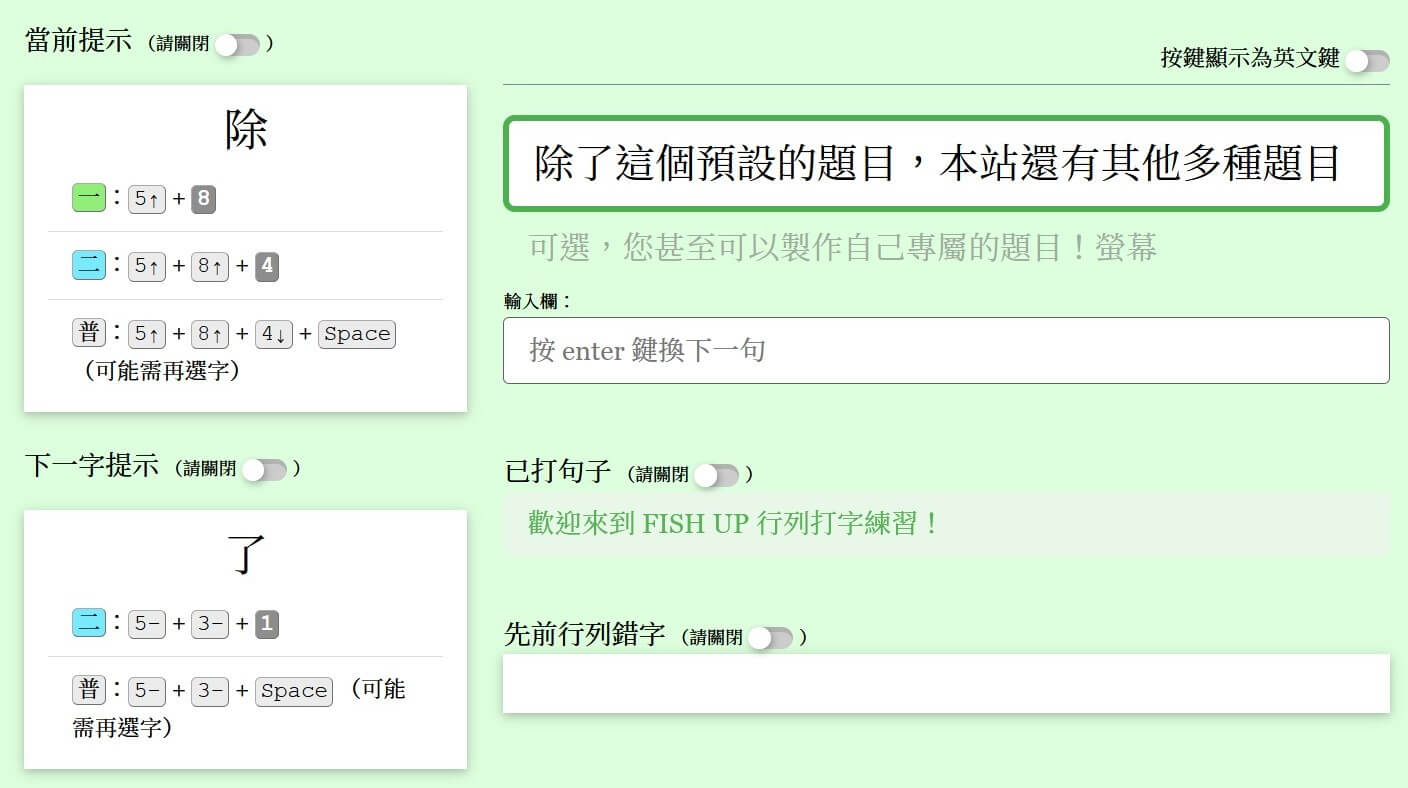 當前提示（請關閉）
除
一：5↑ + 8
二：5↑ + 8↑ + 4
普：5↑ + 8↑ + 4↓ + Space
（可能需再選字）
下一字提示（請關閉）
了
二：5− + 3− + 1
普：5− + 3− + Space （可能
需再選字）
按鍵顯示為英文鍵
除了這個預設的題目，本站還有其他多種題目
可選，您甚至可以製作自己專屬的題目！螢幕
輸入欄：
按 enter 鍵換下一句
已打句子（請關閉）
歡迎來到 FISH UP 行列打字練習！
先前行列錯字（請關閉）